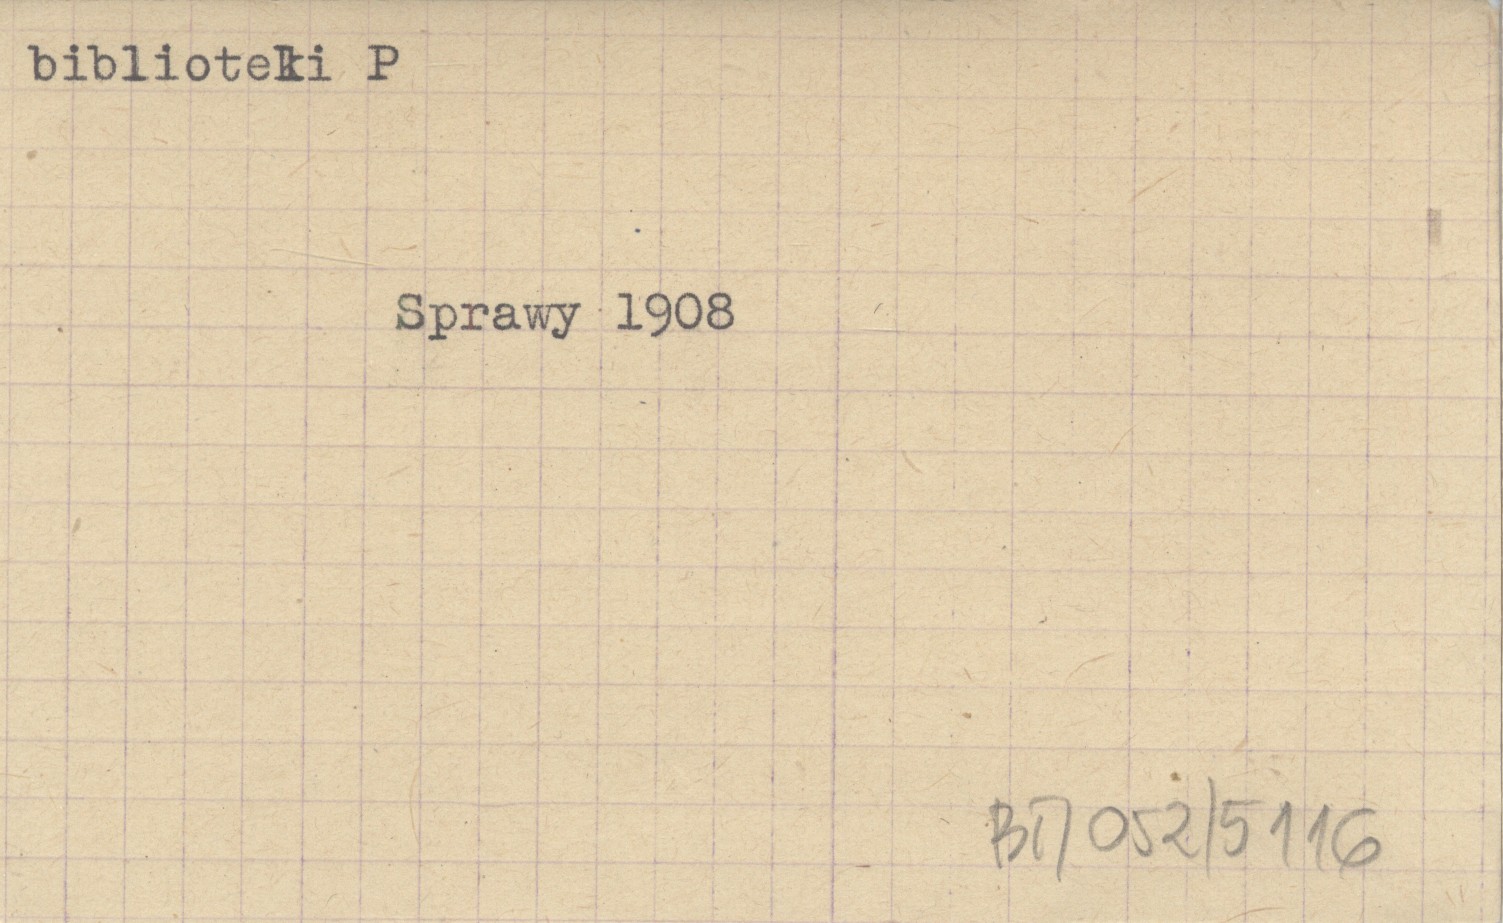 biblioteki P
Sprawy 1908
BT/052/5116